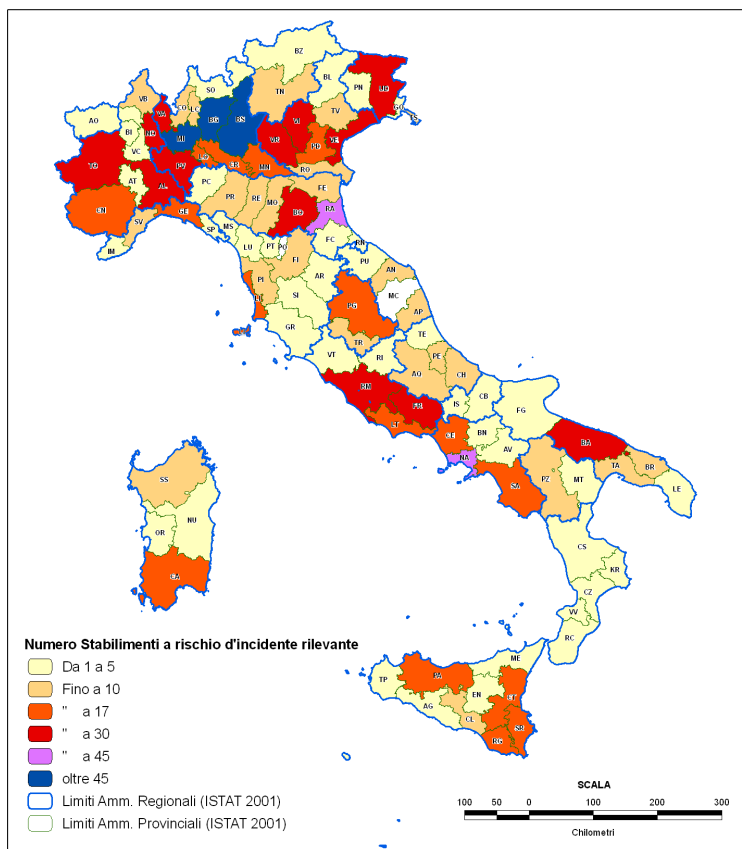 BZ
SO
BL
PN
UD
GO
TS
VB
CO
LC
TN
TV
AO
BI
VA
NO
MI
BG
BS
VI
VR
PD
VE
VC
TO
AT
PV
LO
CR
MN
RO
AL
PC
PR
RE
MO
FE
CN
GE
SV
BO
RA
IM
SP
MS
LU
PT
PO
FI
FC
RN
PU
AN
PI
LI
AR
SI
PG
MC
AP
GR
TE
TR
VT
RI
PE
AQ
CH
RM
FR
LT
IS
CB
FG
CE
BN
AV
BA
NA
SA
PZ
MT
TA
BR
LE
SS
NU
OR
CA
CS
KR
CZ
VV
RC
ME
TP
PA
EN
CT
AG
CL
SR
RG
Numero Stabilimenti a rischio d'incidente rilevante
Da 1 a 5
Fino a 10
" a 17
" a 30
" a 45
oltre 45
Limiti Amm. Regionali (ISTAT 2001)
Limiti Amm. Provinciali (ISTAT 2001)
SCALA
100 50 0 100 200 300
Chilometri